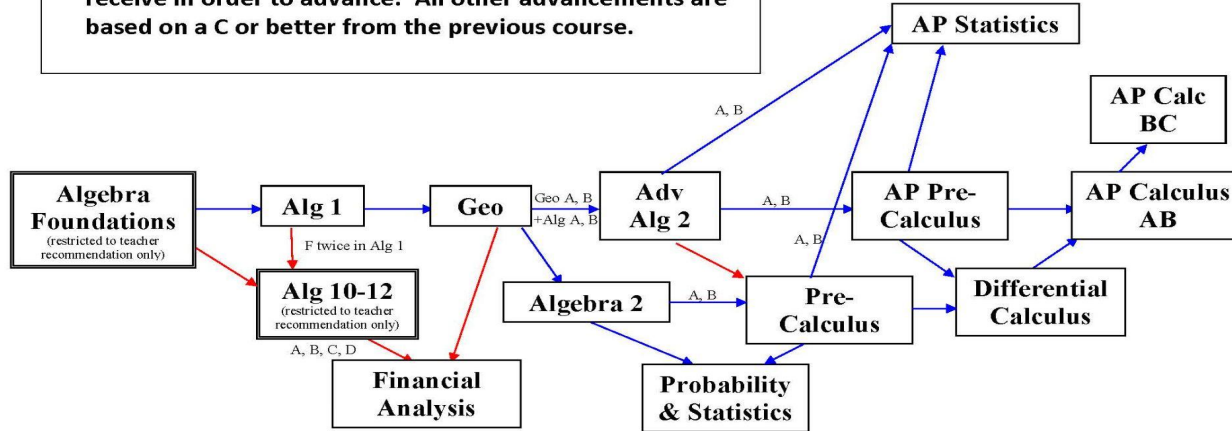 receive in order to advance. All other advancements are
based on a C or better from the previous course.
AP Statistics
A, B
AP Calc
BC
Algebra
Foundations
(restricted to teacher
recommendation only)
Alg 1
Geo
Geo A, B
+Alg A, B
Adv
Alg 2
A, B
AP Pre-
Calculus
AP Calculus
AB
F twice in Alg 1
A, B
Alg 10-12
(restricted to teacher
recommendation only)
Algebra 2
A, B
Pre-
Calculus
Differential
Calculus
A, B, C, D
Financial
Analysis
Probability
& Statistics